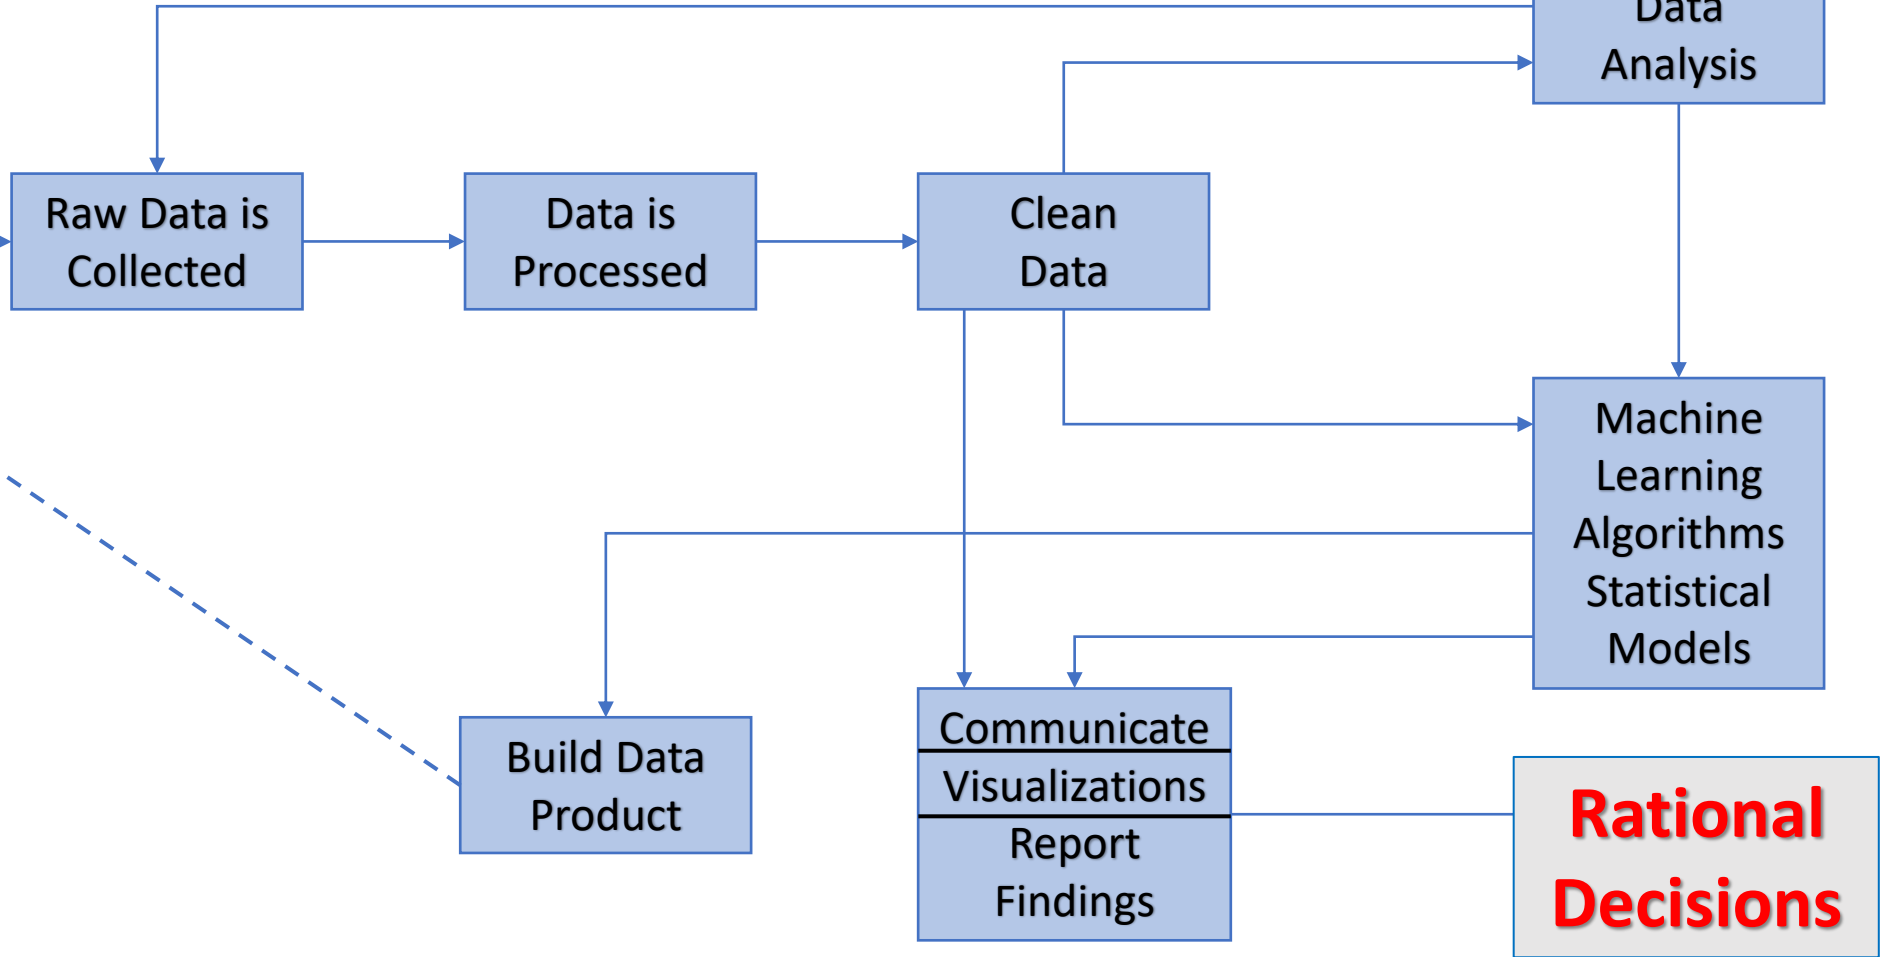 Data
Analysis
Raw Data is
Collected
Data is
Processed
Clean
Data
Machine
Learning
Algorithms
Statistical
Models
Build Data
Product
Communicate
Visualizations
Report
Findings
Rational
Decisions